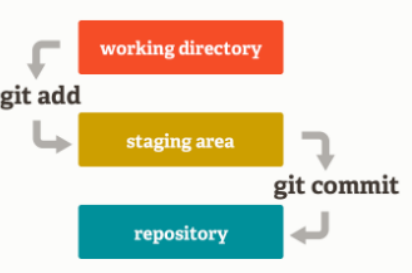 working directory
git add
staging area
git commit
repository